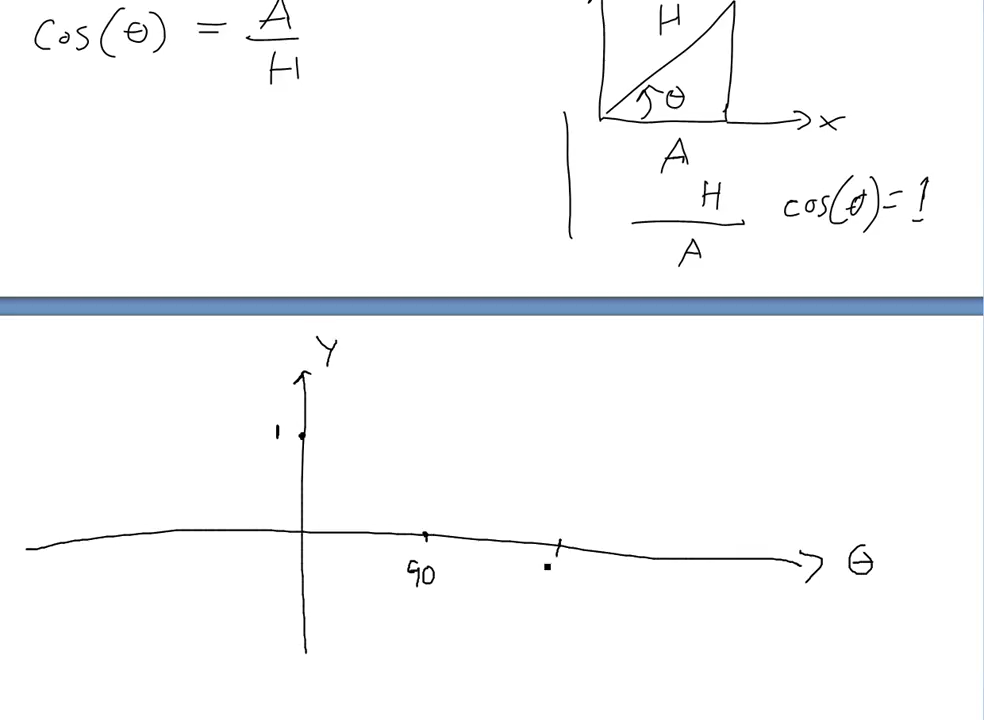 cos(θ) = A/H
H
θ
x
A
H
A
cos(θ) = 1
Y
1
90
θ